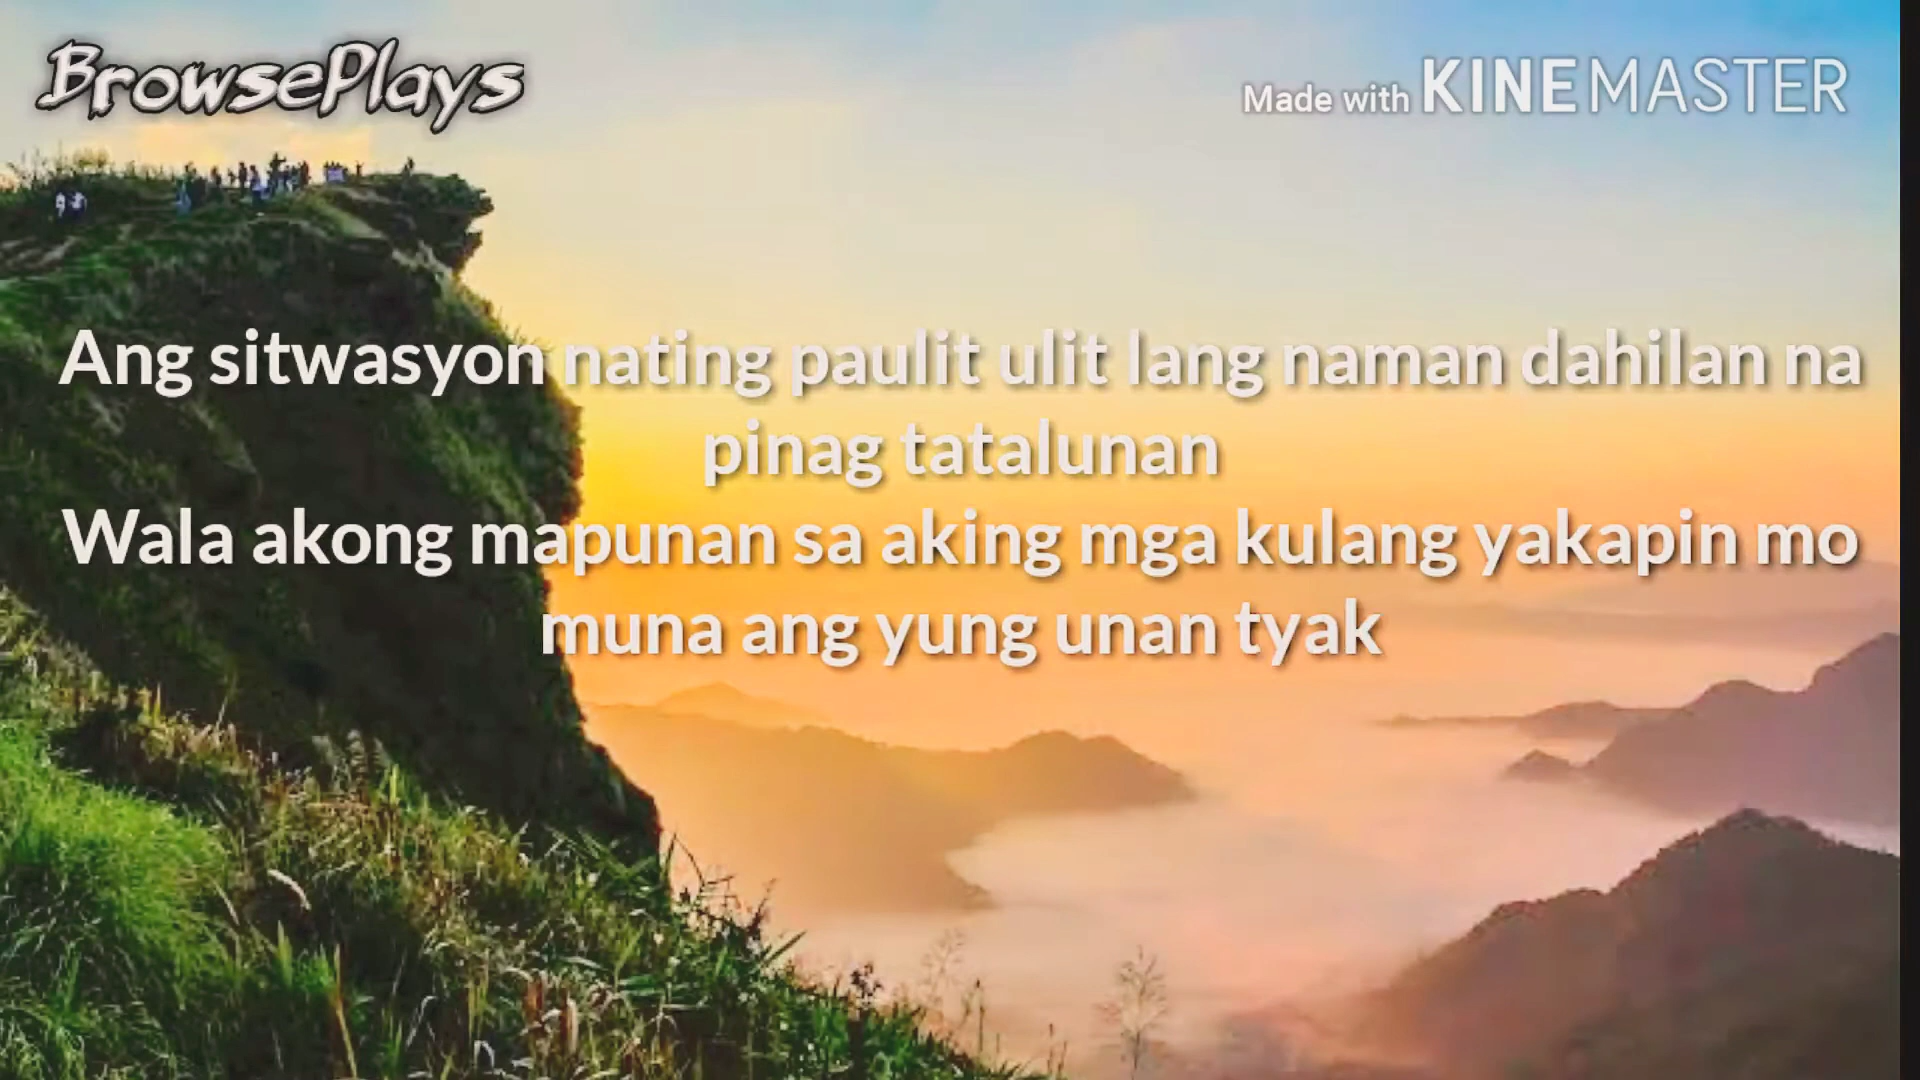 BrowsePlays
Made with KINEMASTER
Ang sitwasyon nating paulit ulit lang naman dahilan na
pinag tatalunan
Wala akong mapunan sa aking mga kulang yakapin mo
muna ang yung unan tyak